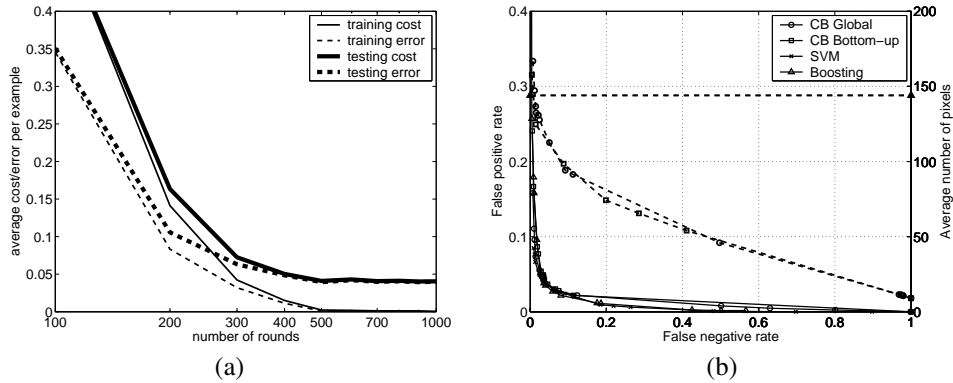 0.4
0.35
0.3
0.25
0.2
0.15
0.1
0.05
0
average cost/error per example
100
200
300
400
500
700
1000
number of rounds
training cost
training error
testing cost
testing error
(a)
0.4
0.3
0.2
0.1
0
False positive rate
0
0.2
0.4
0.6
0.8
1
False negative rate
200
150
100
50
0
Average number of pixels
CB Global
CB Bottom-up
SVM
Boosting
(b)